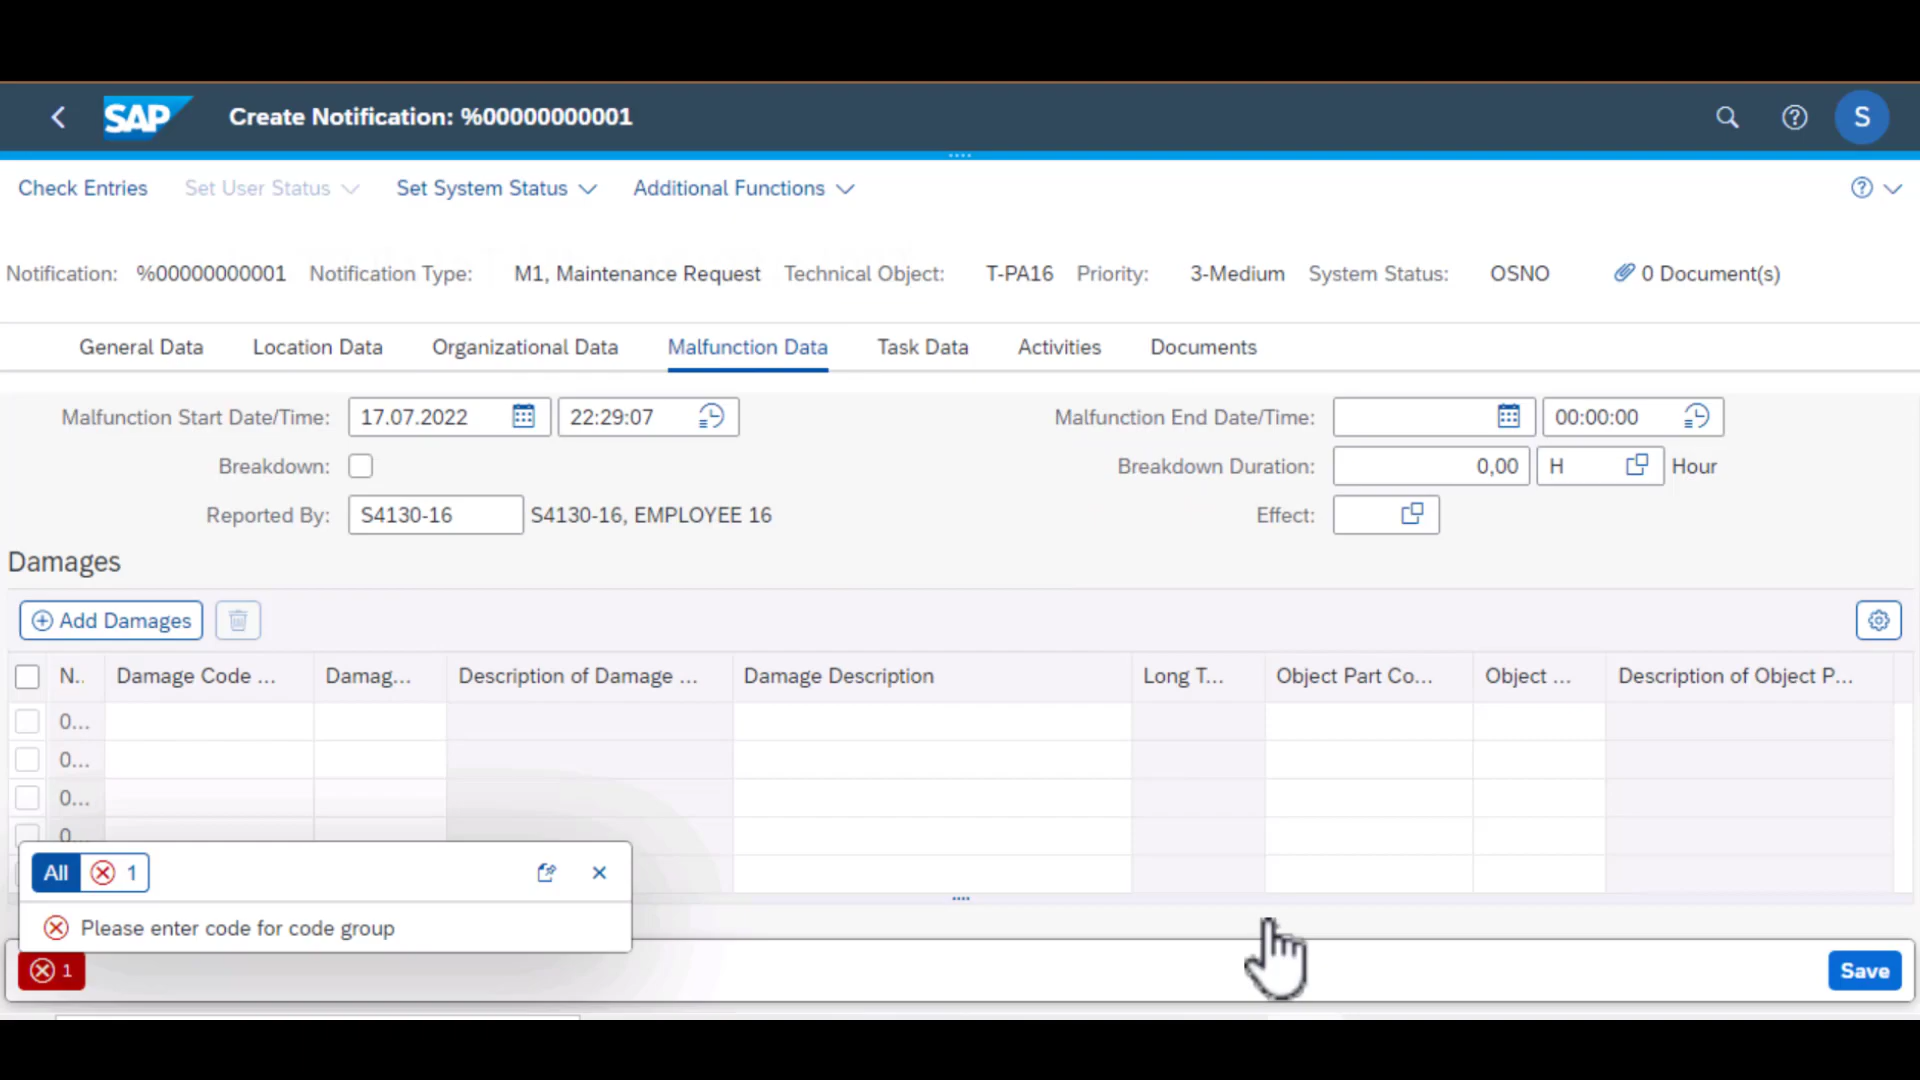 SAP Create Notification: %00000000001 S
Check Entries Set User Status Set System Status Additional Functions
Notification: %00000000001 Notification Type: M1, Maintenance Request Technical Object: T-PA16 Priority: 3-Medium System Status: OSNO 0 Document(s)
General Data Location Data Organizational Data Malfunction Data Task Data Activities Documents
Malfunction Start Date/Time: 17.07.2022 22:29:07 Malfunction End Date/Time: 00:00:00
Breakdown: Breakdown Duration: 0,00 H Hour
Reported By: S4130-16 S4130-16, EMPLOYEE 16 Effect:
Damages
Add Damages
N.. Damage Code ... Damag... Description of Damage ... Damage Description Long T... Object Part Co... Object ... Description of Object P...
0...
0...
0...
0...
All 1
Please enter code for code group
1 Save